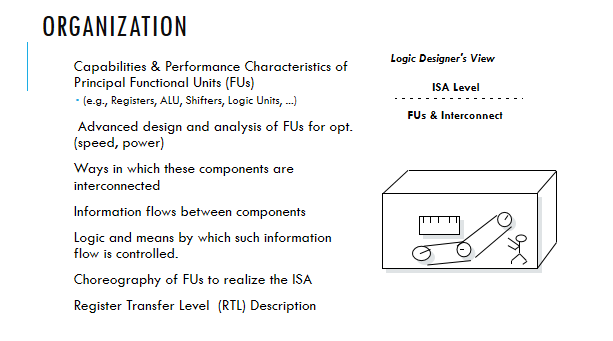 ORGANIZATION
Capabilities & Performance Characteristics of
Principal Functional Units (FUs)
• (e.g., Registers, ALU, Shifters, Logic Units, ...)
Advanced design and analysis of FUs for opt.
(speed, power)
Ways in which these components are
interconnected
Information flows between components
Logic and means by which such information
flow is controlled.
Choreography of FUs to realize the ISA
Register Transfer Level (RTL) Description
Logic Designer's View
ISA Level
FUs & Interconnect